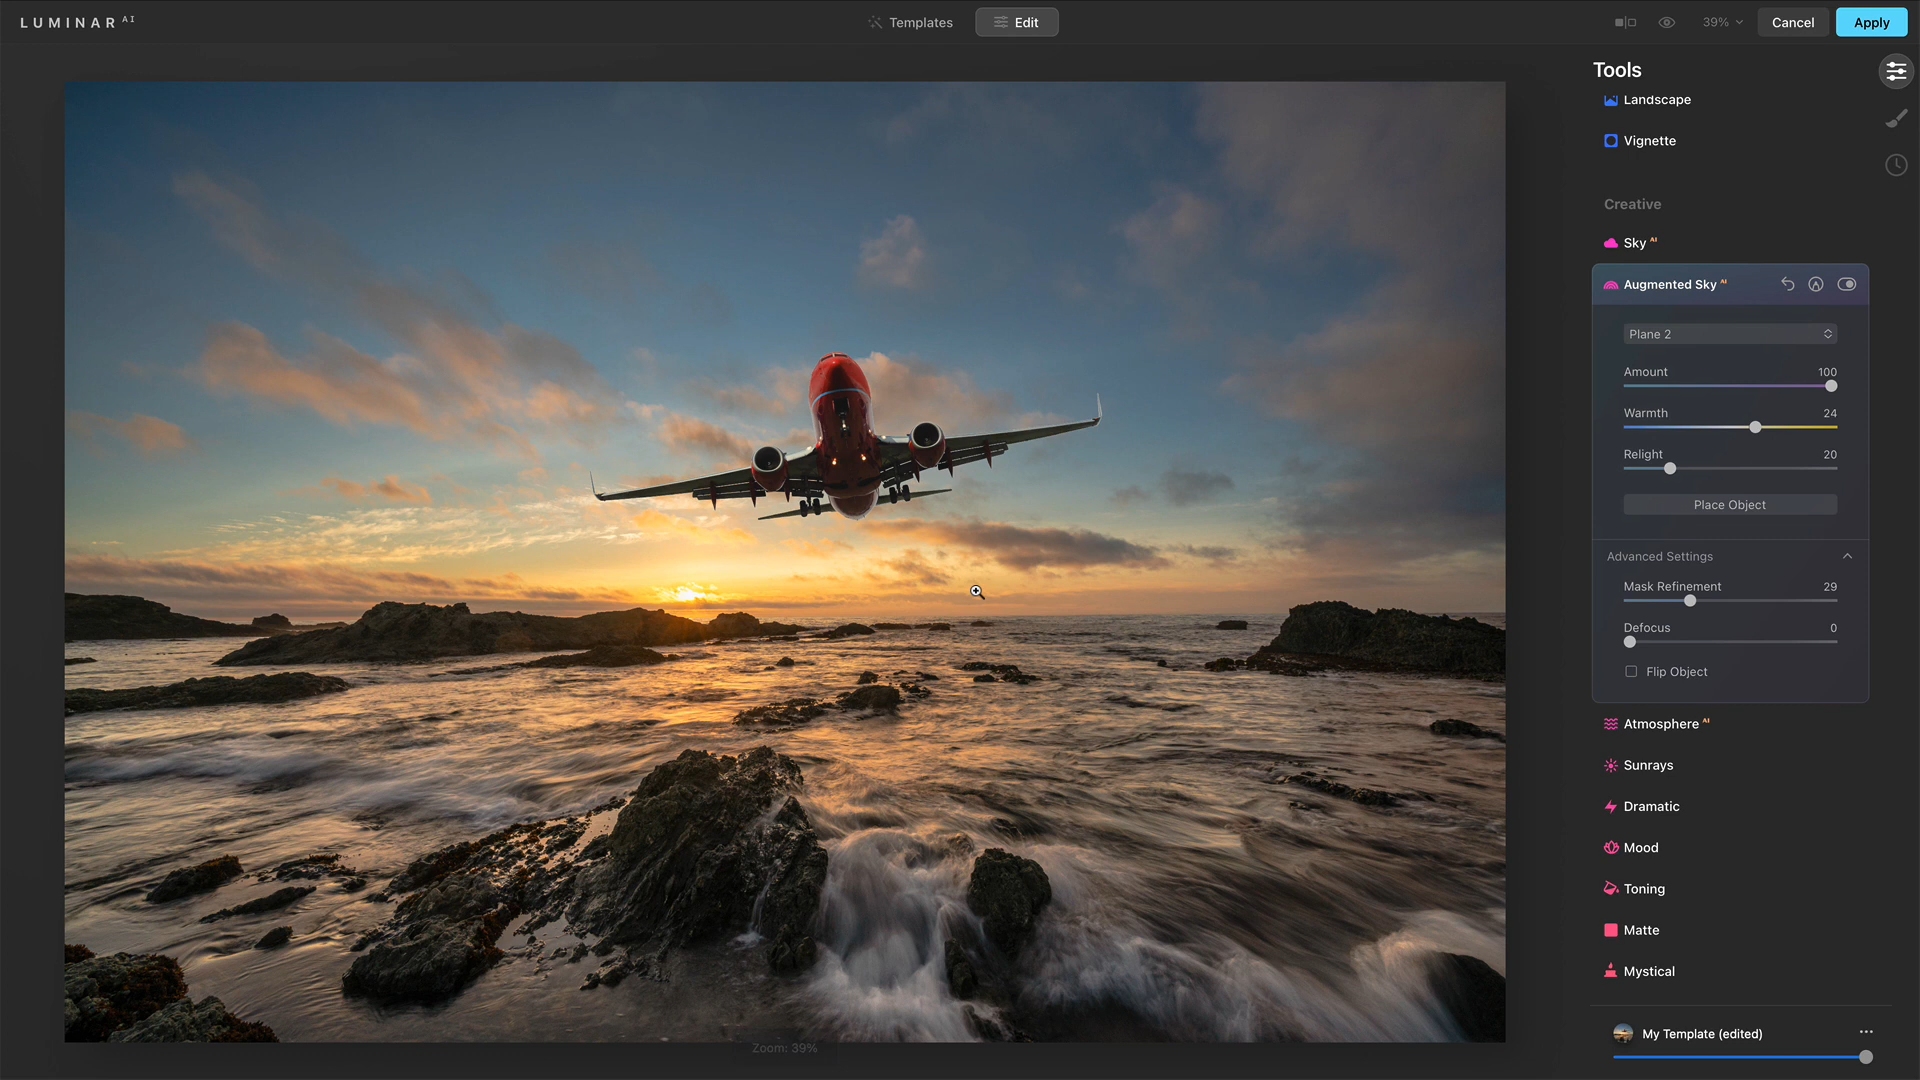 LUMINAR AI
Templates
Edit
39%
Cancel
Apply
Tools
Landscape
Vignette
Creative
Sky AI
Augmented Sky AI
Plane 2
Amount 100
Warmth 24
Relight 20
Place Object
Advanced Settings
Mask Refinement 29
Defocus 0
Flip Object
Atmosphere AI
Sunrays
Dramatic
Mood
Toning
Matte
Mystical
My Template (edited)
Zoom: 39%